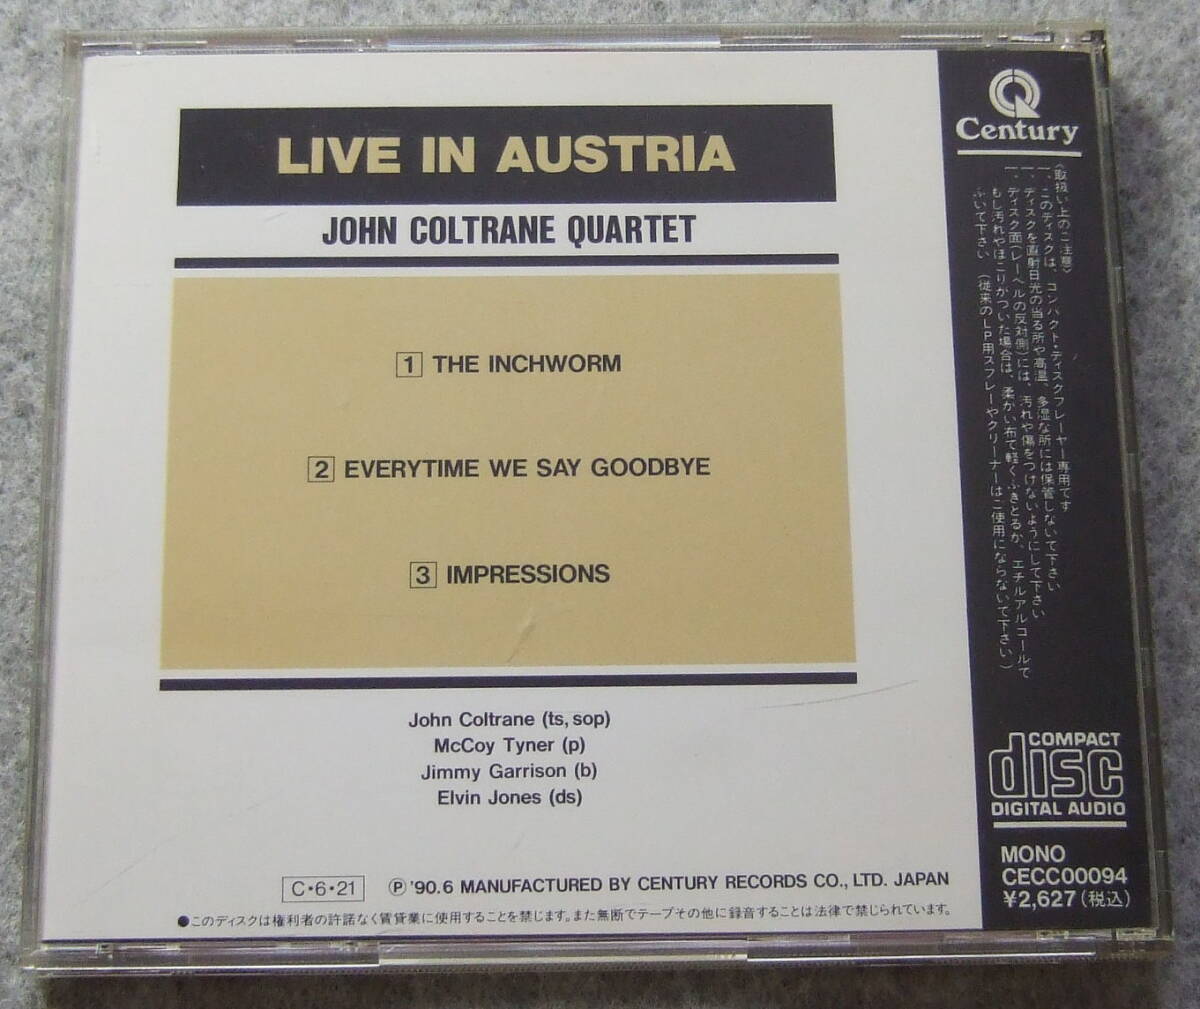 LIVE IN AUSTRIA
JOHN COLTRANE QUARTET
1 THE INCHWORM
2 EVERYTIME WE SAY GOODBYE
3 IMPRESSIONS
John Coltrane (ts, sop)
McCoy Tyner (p)
Jimmy Garrison (b)
Elvin Jones (ds)
C・6・21 Ⓟ '90.6 MANUFACTURED BY CENTURY RECORDS CO., LTD. JAPAN
●このディスクは権利者の許諾なく賃貸業に使用することを禁じます。また無断でテープその他に録音することは法律で禁じられています。
Century
〈取扱い上のご注意〉
一、このディスクは、コンパクト・ディスクプレーヤー専用です
一、ディスクを直射日光の当る所や高温、多湿な所には保管しないで下さい
一、ディスク面(レーベルの反対側)には、汚れや傷をつけないようにして下さい
もし汚れやほこりがついた場合は、柔かい布で軽くふきとるか、エチルアルコールで
ふいて下さい (従来のLP用スプレーやクリーナーはご使用にならないで下さい)
COMPACT
disc
DIGITAL AUDIO
MONO
CECC00094
¥2,627(税込)